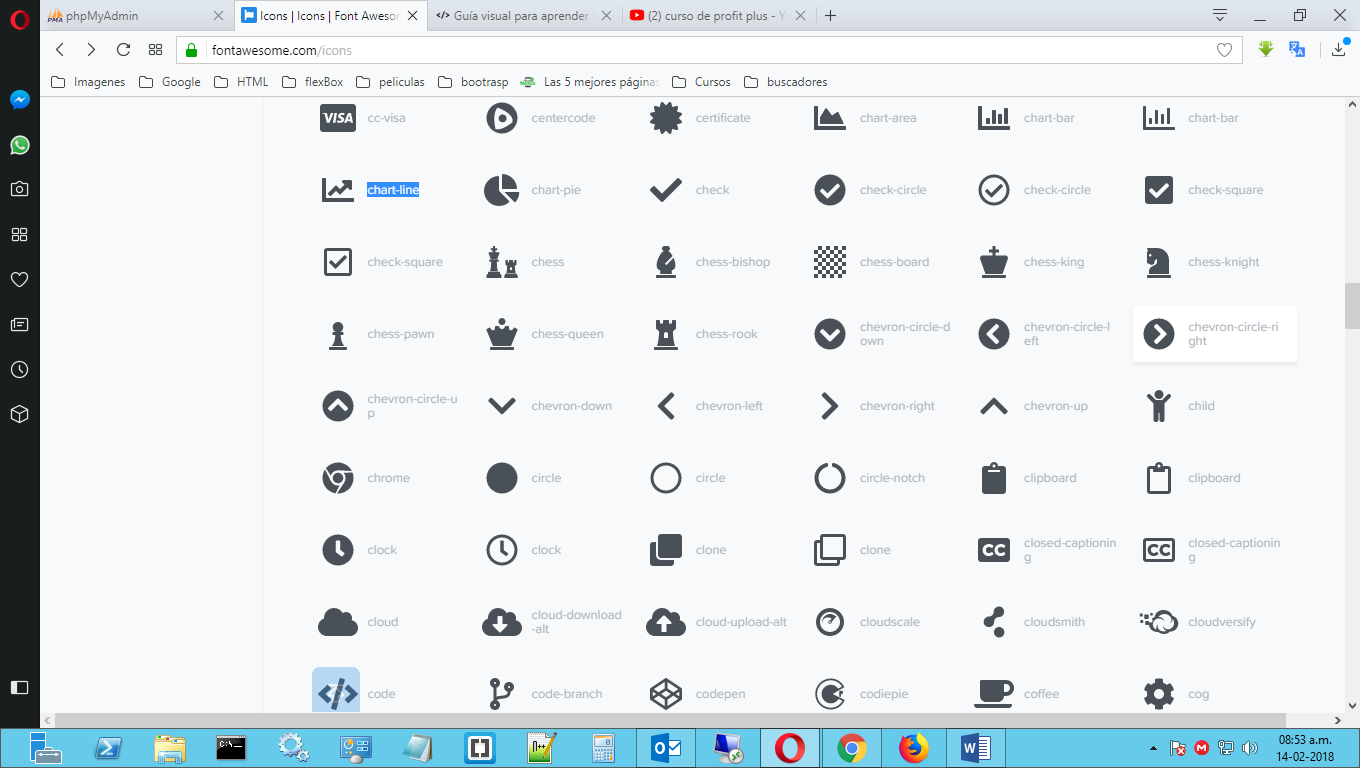 phpMyAdmin
Icons | Icons | Font Aweso
Guía visual para aprender
(2) curso de profit plus - Y
fontawesome.com/icons
Imagenes
Google
HTML
flexBox
peliculas
bootrasp
Las 5 mejores página
Cursos
buscadores
VISA cc-visa
centercode
certificate
chart-area
chart-bar
chart-bar
chart-line
chart-pie
check
check-circle
check-circle
check-square
check-square
chess
chess-bishop
chess-board
chess-king
chess-knight
chess-pawn
chess-queen
chess-rook
chevron-circle-d
own
chevron-circle-l
eft
chevron-circle-ri
ght
chevron-circle-u
p
chevron-down
chevron-left
chevron-right
chevron-up
child
chrome
circle
circle
circle-notch
clipboard
clipboard
clock
clock
clone
clone
CC closed-captionin
g
CC closed-captionin
g
cloud
cloud-download
-alt
cloud-upload-alt
cloudscale
cloudsmith
cloudversify
code
code-branch
codepen
codiepie
coffee
cog
08:53 a.m.
14-02-2018